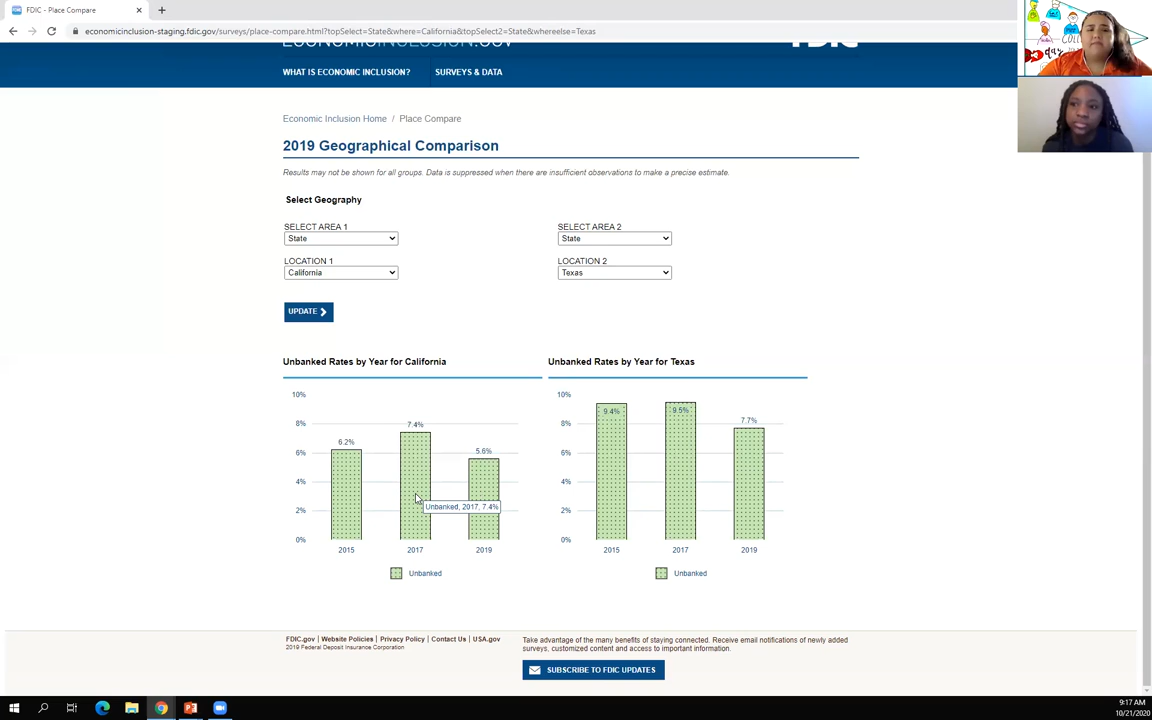 FDIC - Place Compare
economicinclusion-staging.fdic.gov/surveys/place-compare.html?topSelect=State&where=California&topSelect2=State&whereelse=Texas
ECONOMICINCLUSION.GOV
FDIC
WHAT IS ECONOMIC INCLUSION?
SURVEYS & DATA
Economic Inclusion Home / Place Compare
2019 Geographical Comparison
Results may not be shown for all groups. Data is suppressed when there are insufficient observations to make a precise estimate.
Select Geography
SELECT AREA 1
State
LOCATION 1
California
SELECT AREA 2
State
LOCATION 2
Texas
UPDATE
Unbanked Rates by Year for California
10%
8%
6%
4%
2%
0%
6.2%
7.4%
5.6%
Unbanked, 2017, 7.4%
2015 2017 2019
Unbanked
Unbanked Rates by Year for Texas
10%
8%
6%
4%
2%
0%
9.4%
9.5%
7.7%
2015 2017 2019
Unbanked
FDIC.gov | Website Policies | Privacy Policy | Contact Us | USA.gov
2019 Federal Deposit Insurance Corporation
Take advantage of the many benefits of staying connected. Receive email notifications of newly added
surveys, customized content and access to important information.
SUBSCRIBE TO FDIC UPDATES
9:17 AM
10/21/2020